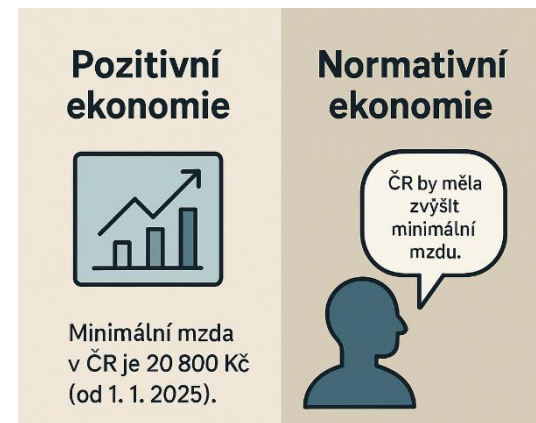 Pozitivní
ekonomie
Minimální mzda
v ČR je 20 800 Kč
(od 1. 1. 2025).
Normativní
ekonomie
ČR by měla
zvýšit
minimální
mzdu.